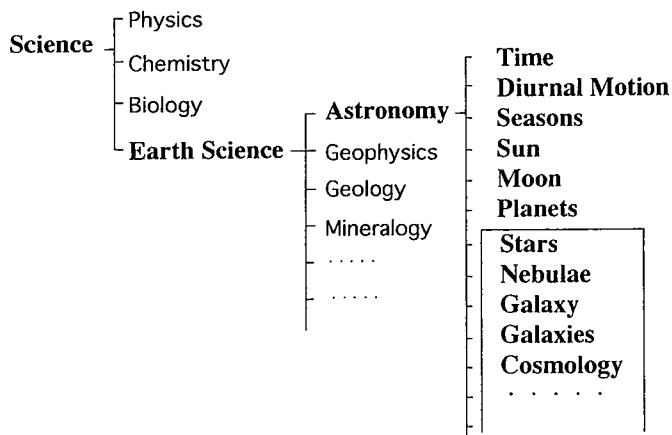 Science
Physics
Chemistry
Biology
Earth Science
Astronomy
Geophysics
Geology
Mineralogy
. . . . .
. . . . .
Time
Diurnal Motion
Seasons
Sun
Moon
Planets
Stars
Nebulae
Galaxy
Galaxies
Cosmology
. . . . .